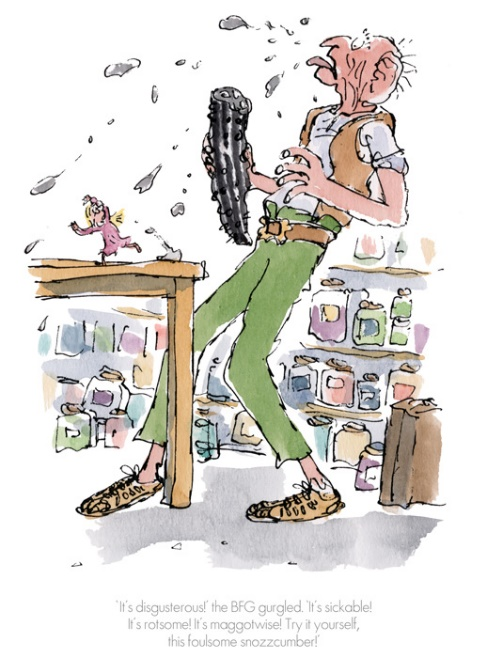 'It's disgusterous!' the BFG gurgled. 'It's sickable!
It's rotsome! It's maggotwise! Try it yourself,
this foulsome snozzcumber!'